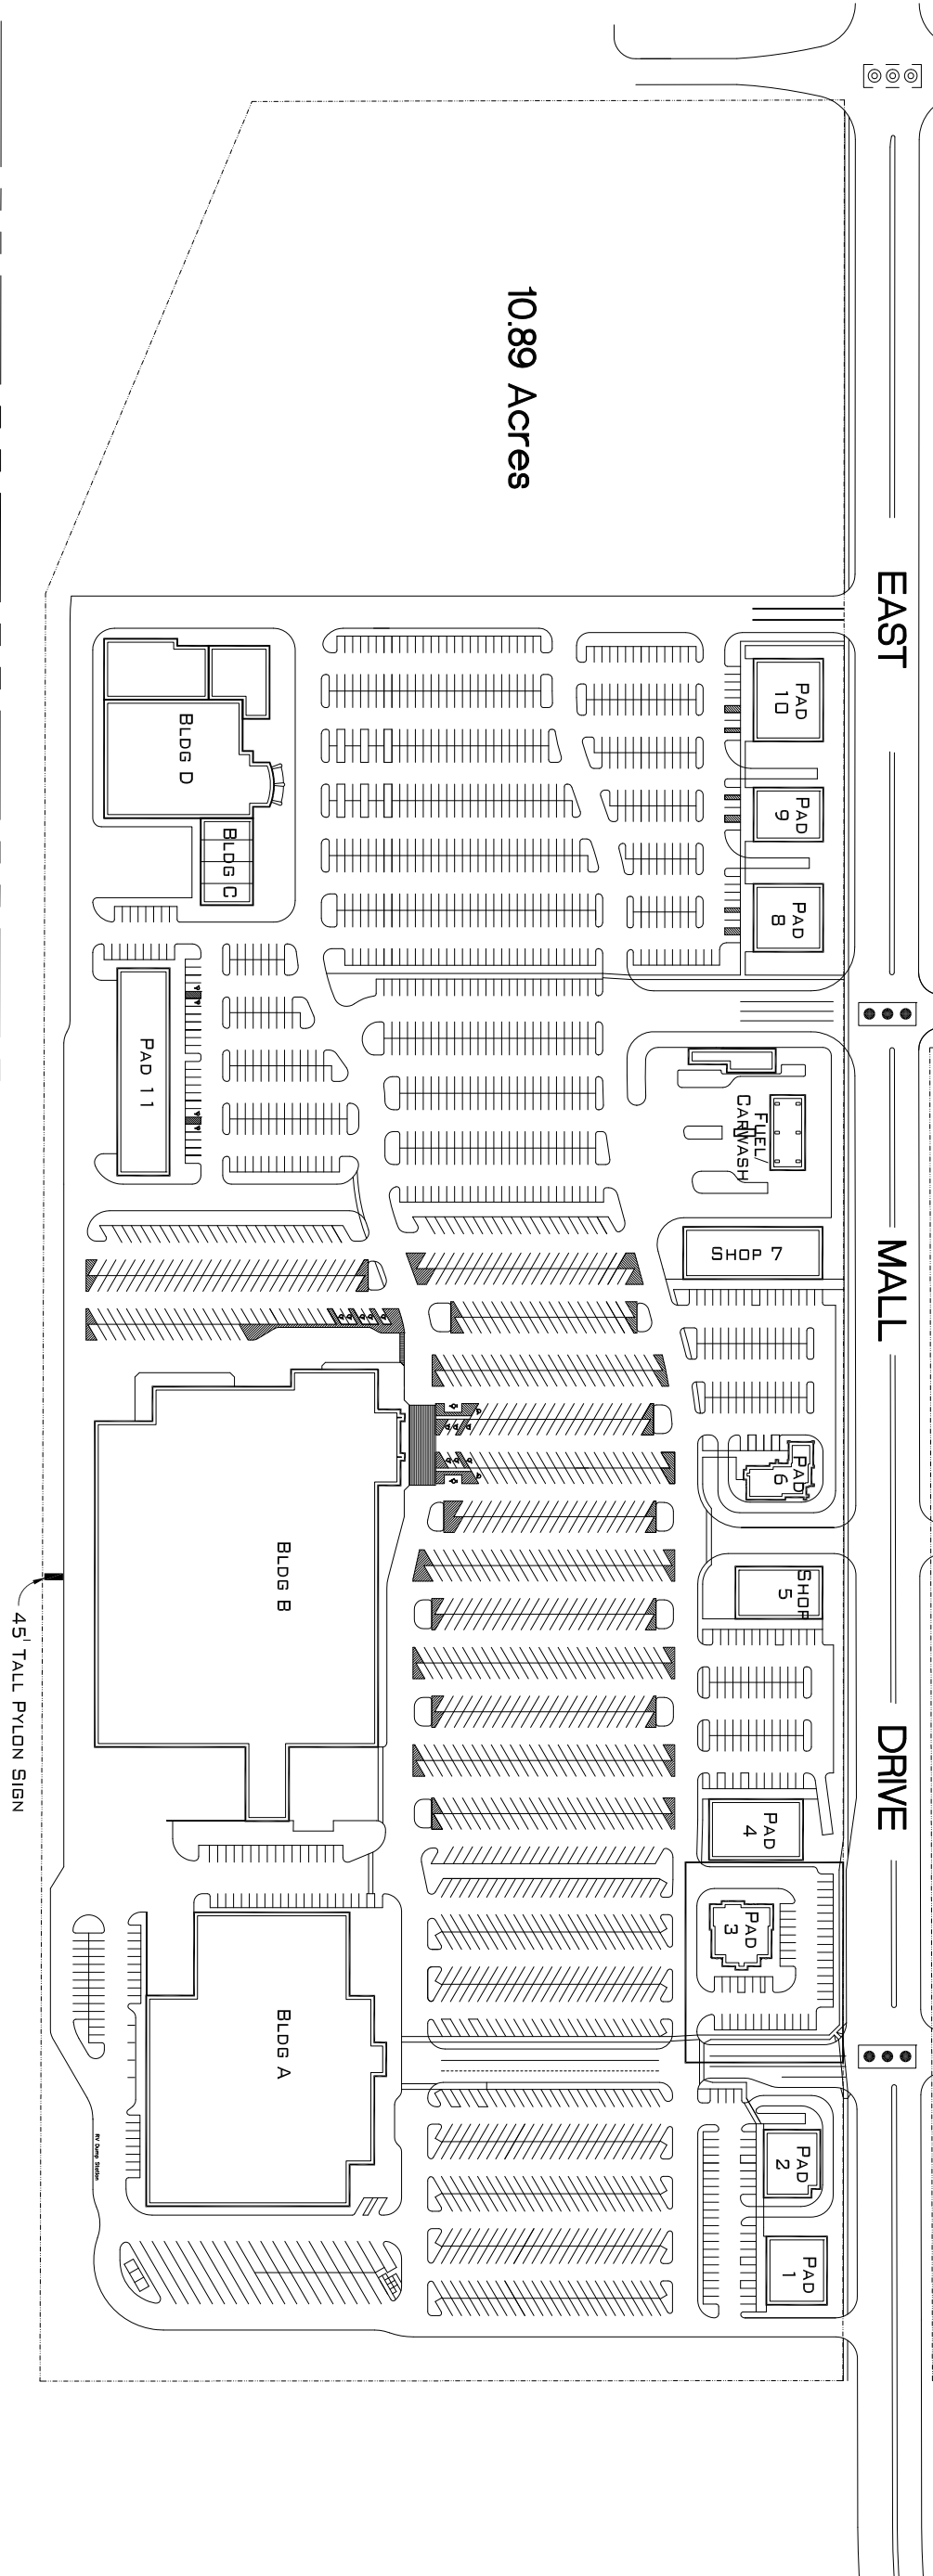 10.89 Acres
EAST
MALL
DRIVE
PAD
10
PAD
9
PAD
8
BLDG D
BLDG C
PAD 11
FUEL/
CARWASH
SHOP 7
PAD
6
SHOP
5
BLDG B
45' TALL PYLON SIGN
PAD
4
PAD
3
BLDG A
RV Dump Station
PAD
2
PAD
1